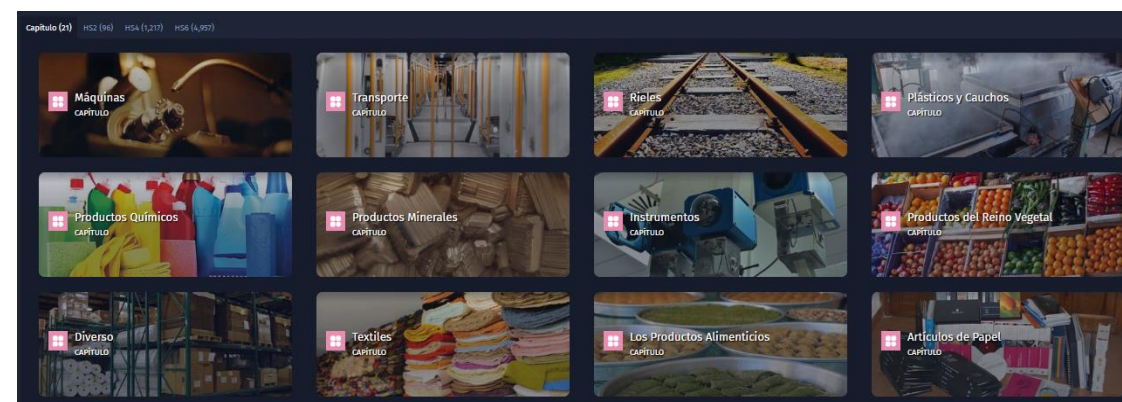 Capítulo (21) HS2 (96) HS4 (1,217) HS6 (4,957)
Máquinas
CAPÍTULO
Transporte
CAPÍTULO
Rieles
CAPÍTULO
Plásticos y Cauchos
CAPÍTULO
Productos Químicos
CAPÍTULO
Productos Minerales
CAPÍTULO
Instrumentos
CAPÍTULO
Productos del Reino Vegetal
CAPÍTULO
Diverso
CAPÍTULO
Textiles
CAPÍTULO
Los Productos Alimenticios
CAPÍTULO
Artículos de Papel
CAPÍTULO